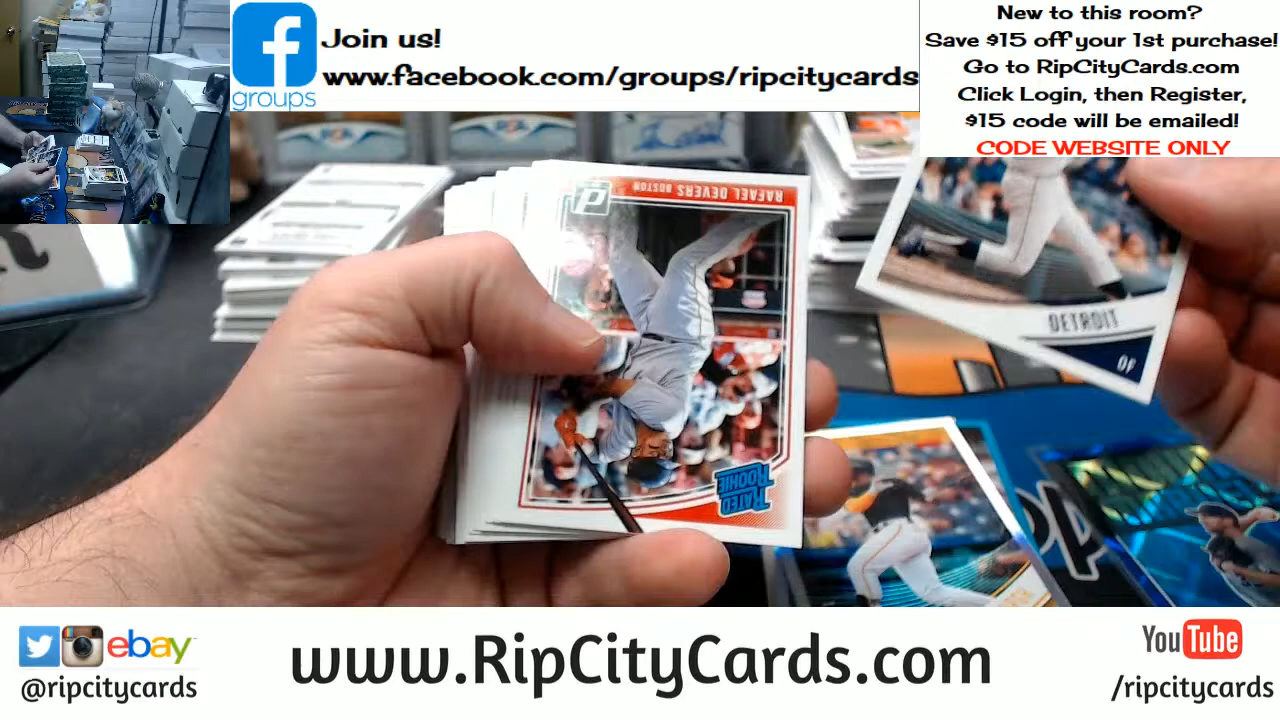 Join us!
www.facebook.com/groups/ripcitycards
groups
New to this room?
Save $15 off your 1st purchase!
Go to RipCityCards.com
Click Login, then Register,
$15 code will be emailed!
CODE WEBSITE ONLY
RAFAEL DEVERS BOSTON
RATED
ROOKIE
DETROIT
OF
ebay
@ripcitycards
www.RipCityCards.com
YouTube
/ripcitycards